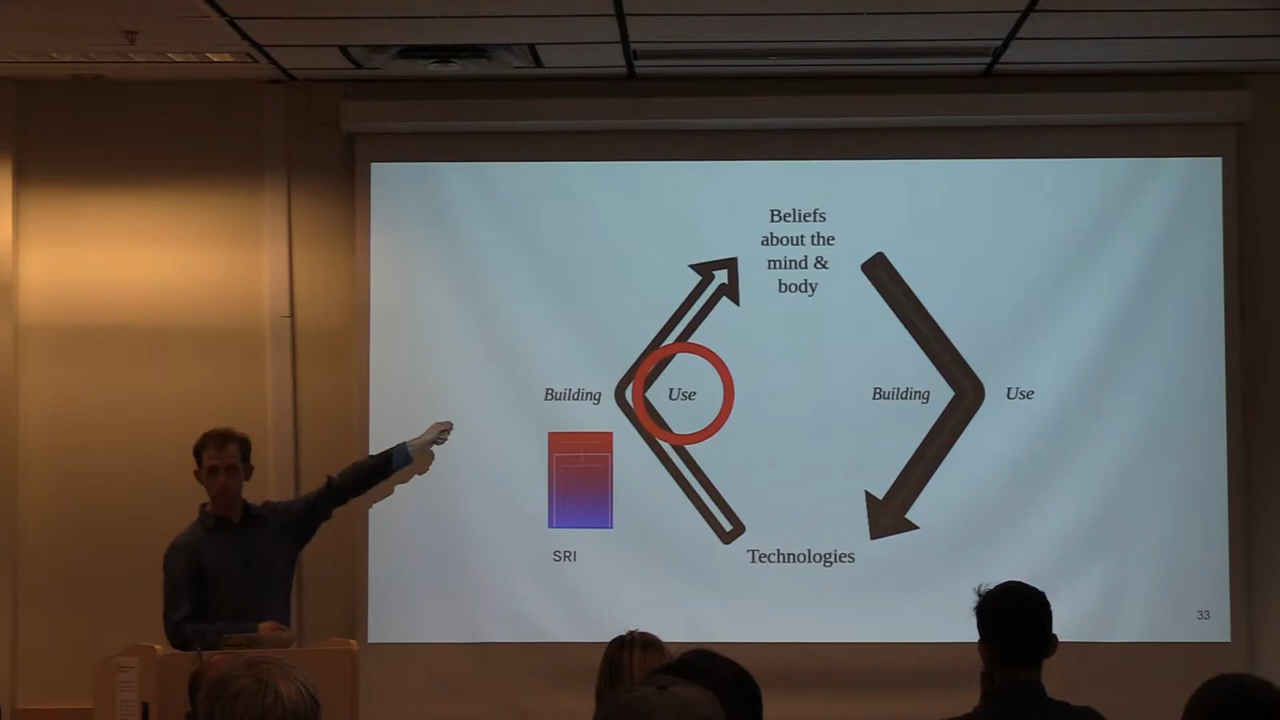 Beliefs
about the
mind &
body
Building
Use
Building
Use
SRI
Technologies
33